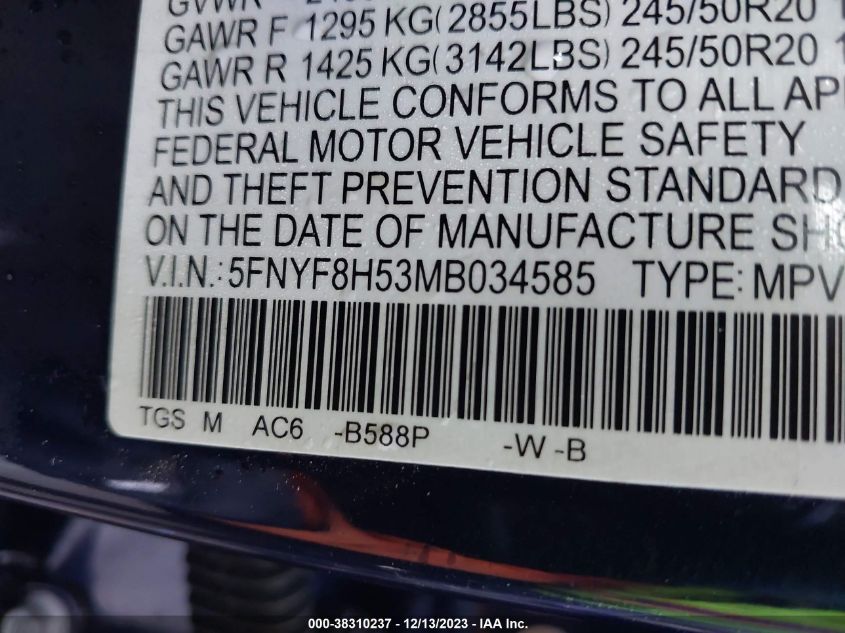 GVWR
GAWR F 1295 KG(2855LBS) 245/50R20
GAWR R 1425 KG(3142LBS) 245/50R20
THIS VEHICLE CONFORMS TO ALL
FEDERAL MOTOR VEHICLE SAFETY
AND THEFT PREVENTION STANDARD
ON THE DATE OF MANUFACTURE
V.I.N.: 5FNYF8H53MB034585 TYPE: MPV
TGS M AC6 -B588P -W -B
000-38310237 - 12/13/2023 - IAA Inc.